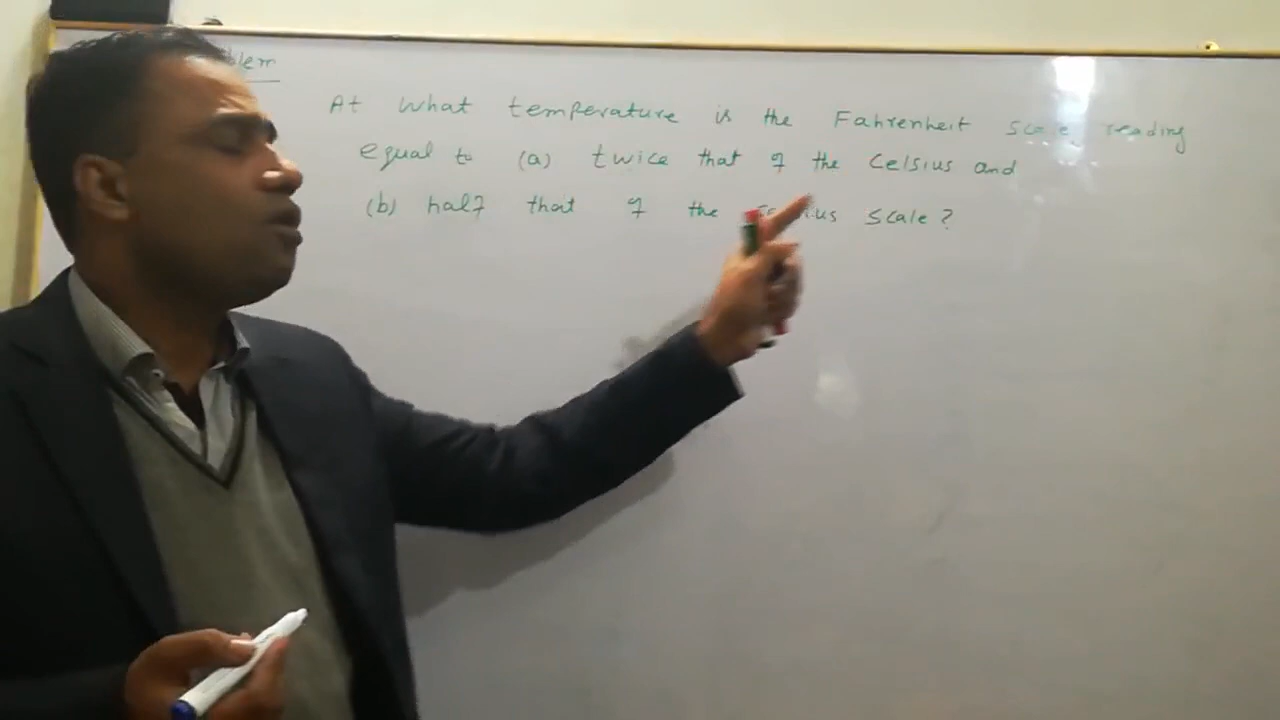 At what temperature is the Fahrenheit scale reading
equal to (a) twice that of the Celsius and
(b) half that of the scale?